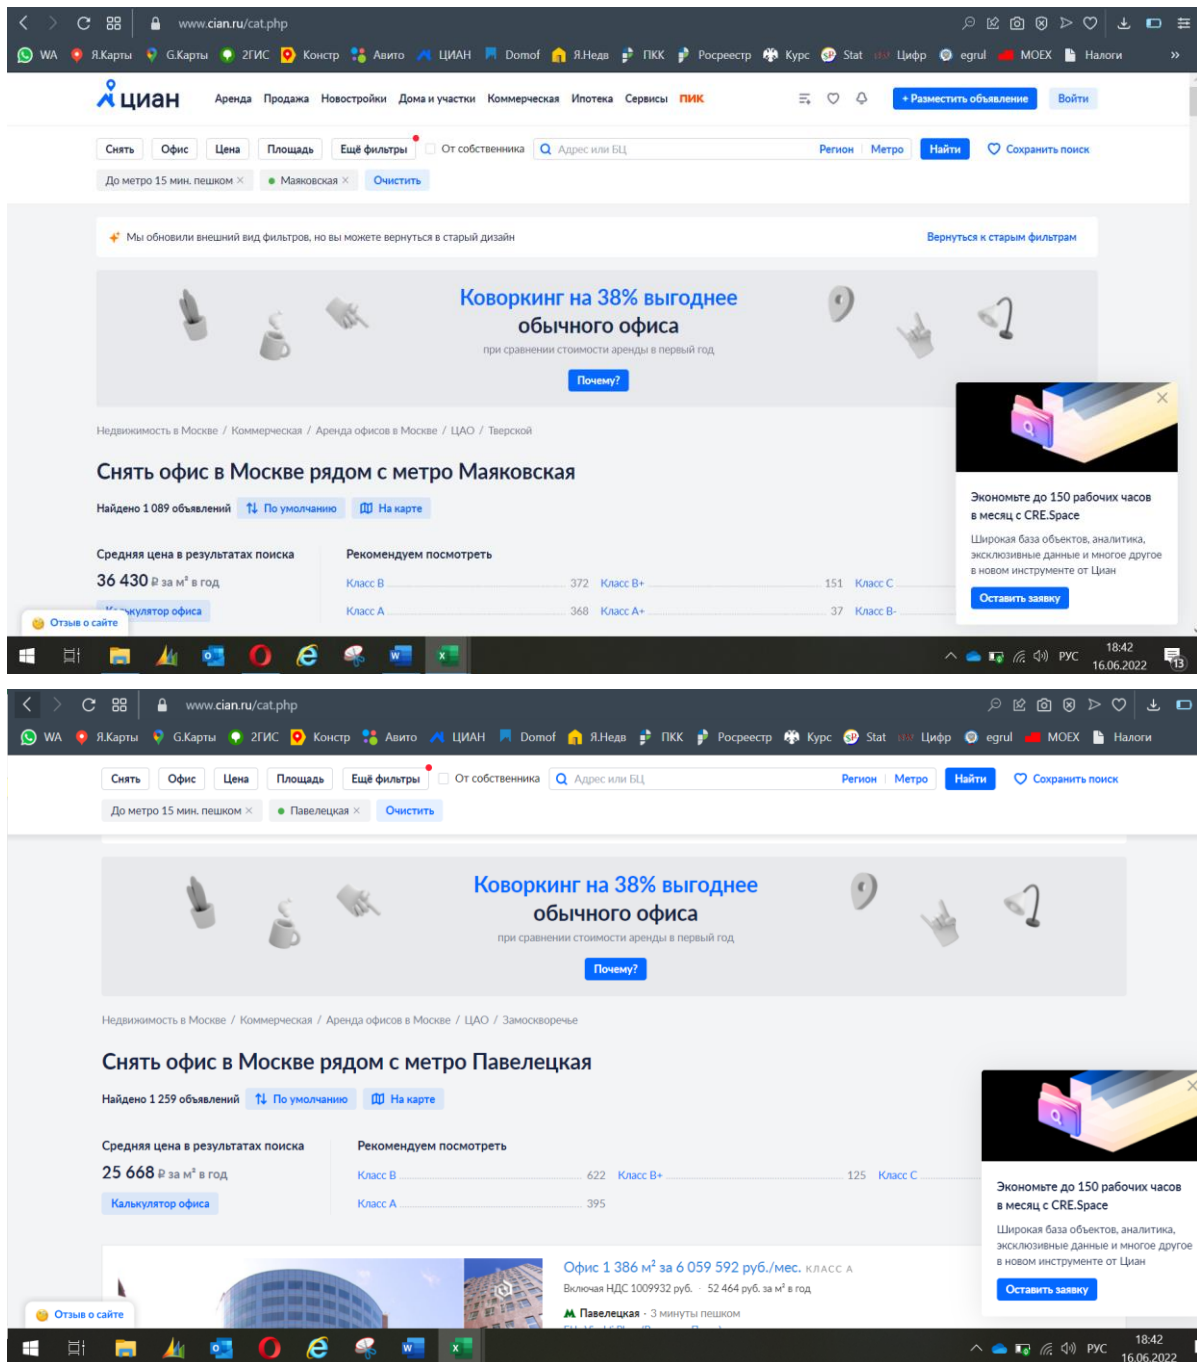 www.cian.ru/cat.php
WA Я.Карты G.Карты 2ГИС Констр Авито ЦИАН Domof Я.Недв ПКК Росреестр Курс Stat Цифр egrul MOEX Налоги »
циан Аренда Продажа Новостройки Дома и участки Коммерческая Ипотека Сервисы ПИК + Разместить объявление Войти
Снять Офис Цена Площадь Ещё фильтры От собственника Адрес или БЦ Регион Метро Найти Сохранить поиск
До метро 15 мин. пешком × Маяковская × Очистить
Мы обновили внешний вид фильтров, но вы можете вернуться в старый дизайн Вернуться к старым фильтрам
Коворкинг на 38% выгоднее
обычного офиса
при сравнении стоимости аренды в первый год
Почему?
Недвижимость в Москве / Коммерческая / Аренда офисов в Москве / ЦАО / Тверской
Снять офис в Москве рядом с метро Маяковская
Найдено 1 089 объявлений По умолчанию На карте
Средняя цена в результатах поиска Рекомендуем посмотреть
36 430 ₽ за м² в год
Класс B 372 Класс B+ 151 Класс C
Калькулятор офиса Класс A 368 Класс A+ 37 Класс B-
Экономьте до 150 рабочих часов
в месяц с CRE.Space
Широкая база объектов, аналитика,
эксклюзивные данные и многое другое
в новом инструменте от Циан
Оставить заявку
Отзыв о сайте
РУС 18:42
16.06.2022 13
www.cian.ru/cat.php
WA Я.Карты G.Карты 2ГИС Констр Авито ЦИАН Domof Я.Недв ПКК Росреестр Курс Stat Цифр egrul MOEX Налоги
Снять Офис Цена Площадь Ещё фильтры От собственника Адрес или БЦ Регион Метро Найти Сохранить поиск
До метро 15 мин. пешком × Павелецкая × Очистить
Коворкинг на 38% выгоднее
обычного офиса
при сравнении стоимости аренды в первый год
Почему?
Недвижимость в Москве / Коммерческая / Аренда офисов в Москве / ЦАО / Замоскворечье
Снять офис в Москве рядом с метро Павелецкая
Найдено 1 259 объявлений По умолчанию На карте
Средняя цена в результатах поиска Рекомендуем посмотреть
25 668 ₽ за м² в год
Класс B 622 Класс B+ 125 Класс C
Калькулятор офиса Класс A 395
Экономьте до 150 рабочих часов
в месяц с CRE.Space
Широкая база объектов, аналитика,
эксклюзивные данные и многое другое
в новом инструменте от Циан
Оставить заявку
Офис 1 386 м² за 6 059 592 руб./мес. КЛАСС A
Включая НДС 1009932 руб. · 52 464 руб. за м² в год
Павелецкая · 3 минуты пешком
Отзыв о сайте
РУС 18:42
16.06.2022